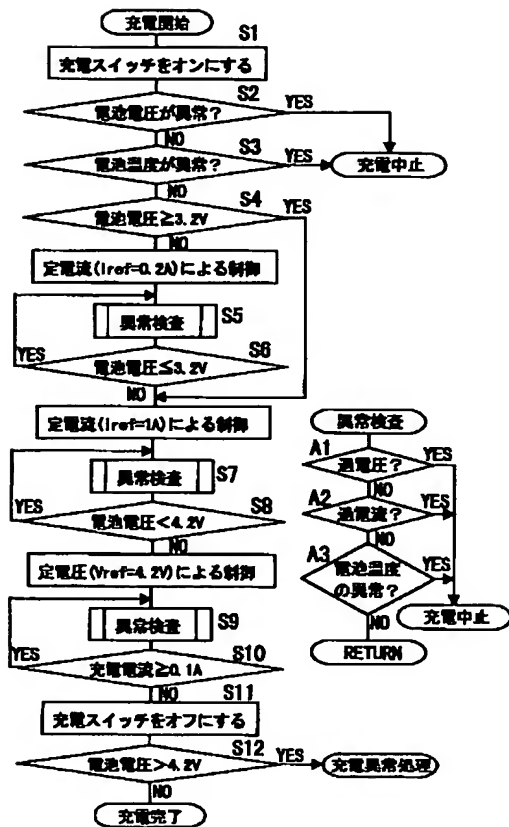 充電開始
S1
充電スイッチをオンにする
S2
電池電圧が異常？
YES
NO
S3
電池温度が異常？
YES
充電中止
NO
S4
電池電圧≧3.2V
YES
NO
定電流(Iref=0.2A)による制御
異常検査
S5
S6
YES
電池電圧≦3.2V
NO
定電流(Iref=1A)による制御
異常検査
S7
S8
YES
電池電圧<4.2V
NO
定電圧(Vref=4.2V)による制御
異常検査
S9
S10
YES
充電電流≧0.1A
NO
S11
充電スイッチをオフにする
S12
電池電圧>4.2V
YES
充電異常処理
NO
充電完了
異常検査
A1
過電圧？
YES
NO
A2
過電流？
YES
NO
A3
電池温度
の異常？
YES
充電中止
NO
RETURN